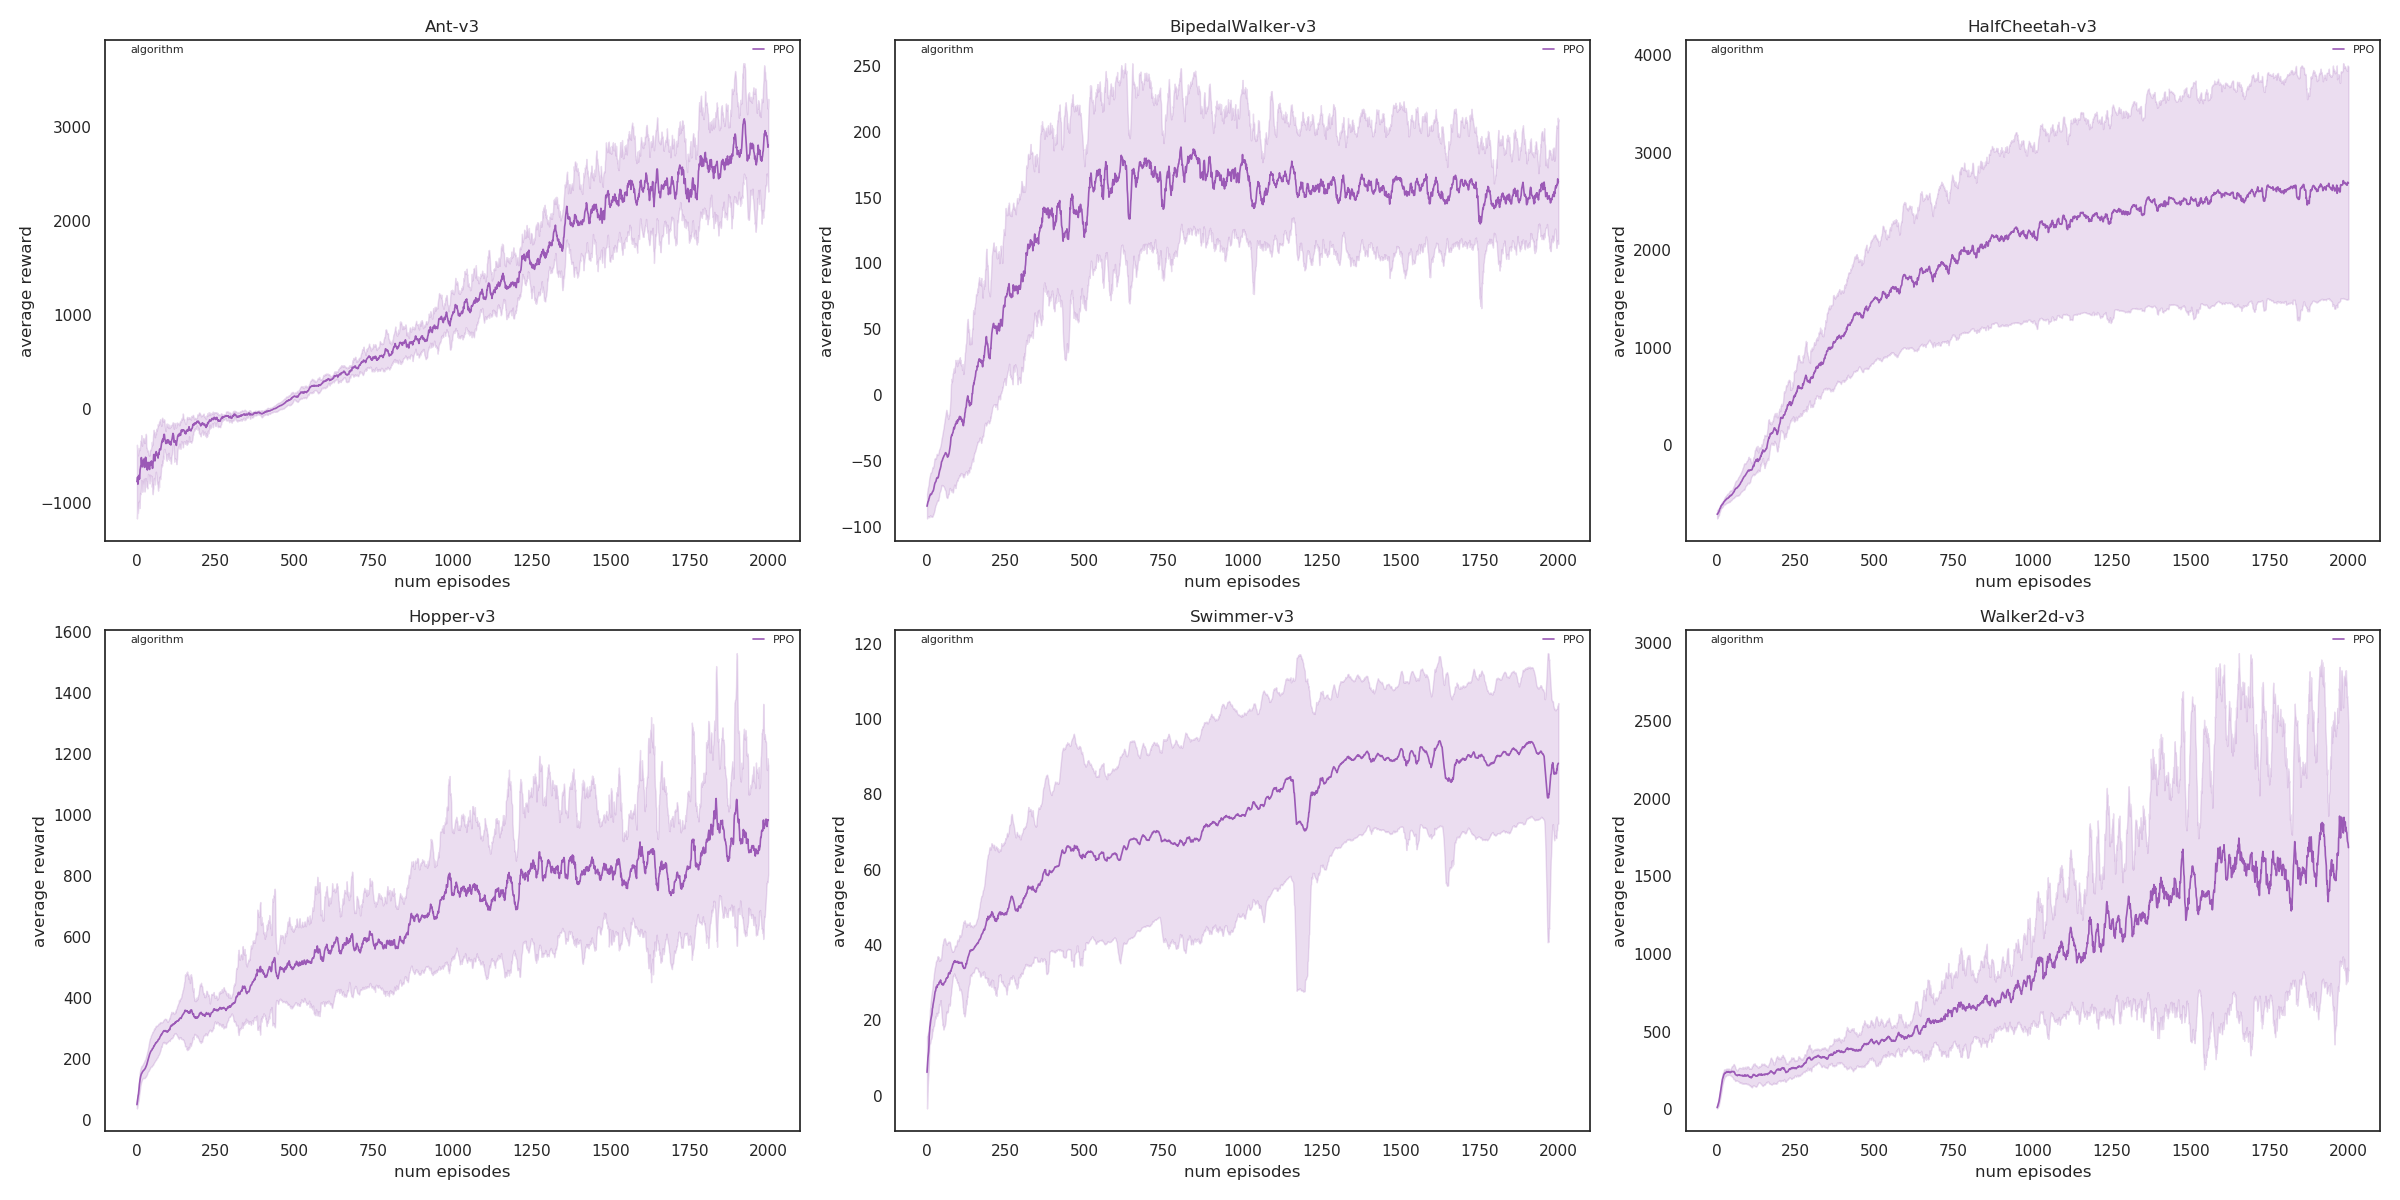 Ant-v3
algorithm
PPO
3000
2000
1000
0
−1000
average reward
0 250 500 750 1000 1250 1500 1750 2000
num episodes
BipedalWalker-v3
algorithm
PPO
250
200
150
100
50
0
−50
−100
average reward
0 250 500 750 1000 1250 1500 1750 2000
num episodes
HalfCheetah-v3
algorithm
PPO
4000
3000
2000
1000
0
average reward
0 250 500 750 1000 1250 1500 1750 2000
num episodes
Hopper-v3
algorithm
PPO
1600
1400
1200
1000
800
600
400
200
0
average reward
0 250 500 750 1000 1250 1500 1750 2000
num episodes
Swimmer-v3
algorithm
PPO
120
100
80
60
40
20
0
average reward
0 250 500 750 1000 1250 1500 1750 2000
num episodes
Walker2d-v3
algorithm
PPO
3000
2500
2000
1500
1000
500
0
average reward
0 250 500 750 1000 1250 1500 1750 2000
num episodes